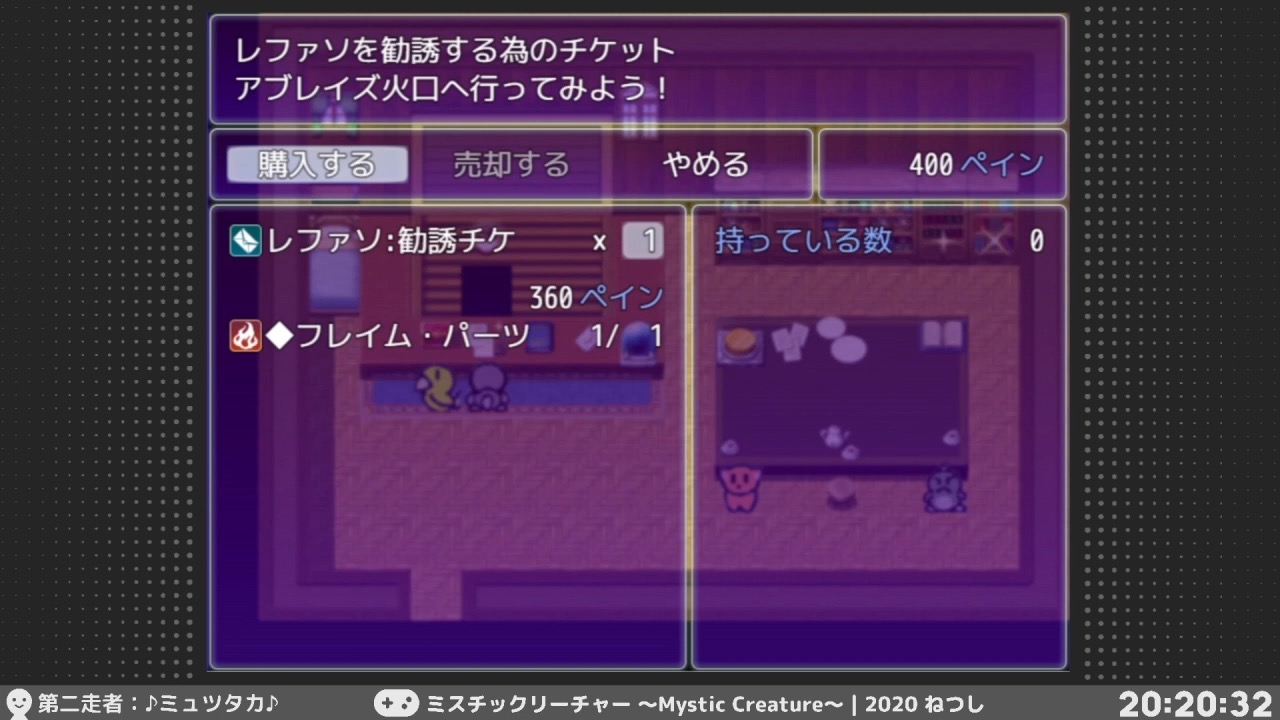 レファソを勧誘する為のチケット
アブレイズ火口へ行ってみよう！
購入する 売却する やめる 400 ペイン
レファソ:勧誘チケ x 1 持っている数 0
360 ペイン
◆フレイム・パーツ 1/ 1
第二走者：♪ミュツタカ♪ ミスチックリーチャー 〜Mystic Creature〜 | 2020 ねつし 20:20:32